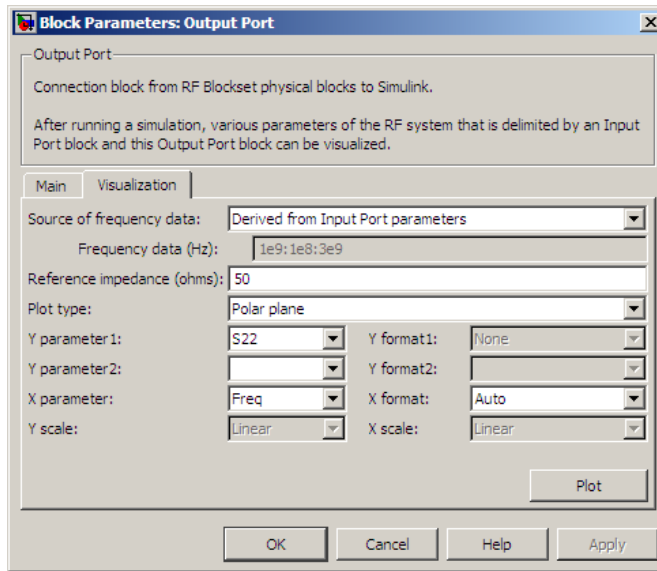 Block Parameters: Output Port
Output Port
Connection block from RF Blockset physical blocks to Simulink.
After running a simulation, various parameters of the RF system that is delimited by an Input
Port block and this Output Port block can be visualized.
Main Visualization
Source of frequency data: Derived from Input Port parameters
Frequency data (Hz): 1e9:1e8:3e9
Reference impedance (ohms): 50
Plot type: Polar plane
Y parameter1: S22 Y format1: None
Y parameter2: Y format2:
X parameter: Freq X format: Auto
Y scale: Linear X scale: Linear
Plot
OK Cancel Help Apply